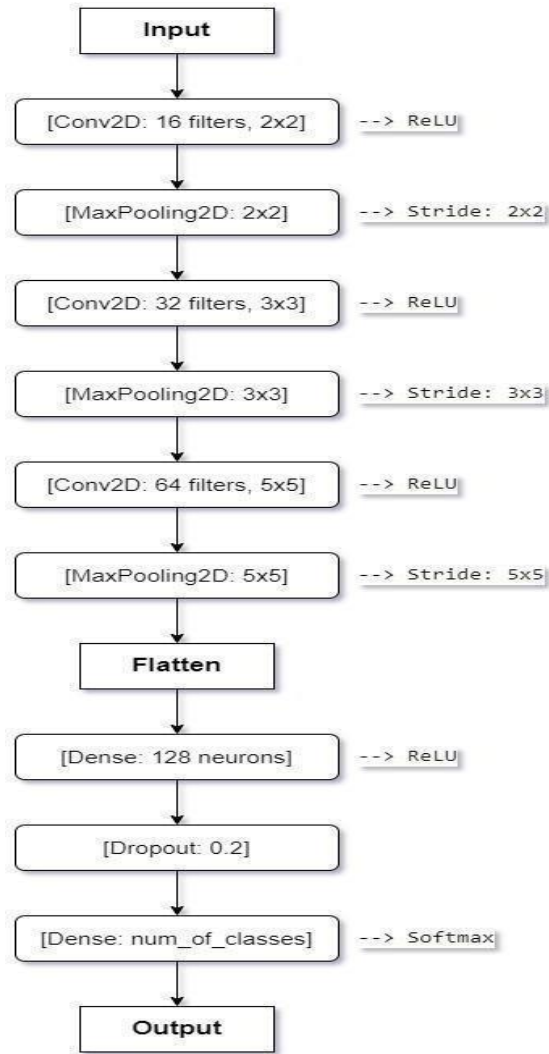 Input
[Conv2D: 16 filters, 2x2] --> ReLU
[MaxPooling2D: 2x2] --> Stride: 2x2
[Conv2D: 32 filters, 3x3] --> ReLU
[MaxPooling2D: 3x3] --> Stride: 3x3
[Conv2D: 64 filters, 5x5] --> ReLU
[MaxPooling2D: 5x5] --> Stride: 5x5
Flatten
[Dense: 128 neurons] --> ReLU
[Dropout: 0.2]
[Dense: num_of_classes] --> Softmax
Output